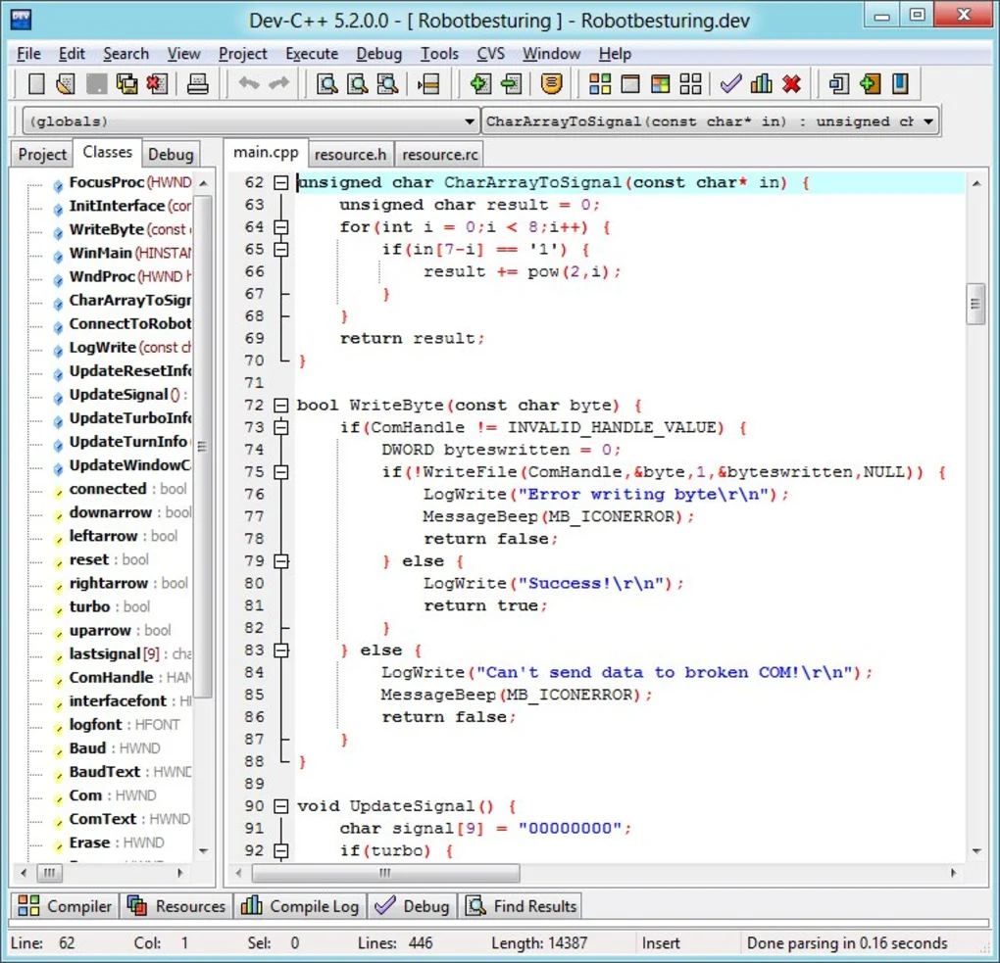 DEV
Dev-C++ 5.2.0.0 - [ Robotbesturing ] - Robotbesturing.dev
File Edit Search View Project Execute Debug Tools CVS Window Help
(globals) CharArrayToSignal(const char* in) : unsigned ch
Project Classes Debug main.cpp resource.h resource.rc
FocusProc (HWND
InitInterface (cor
WriteByte (const
WinMain (HINSTAN
WndProc (HWND h
CharArrayToSigr
ConnectToRobot
LogWrite (const ch
UpdateResetInfo
UpdateSignal () :
UpdateTurboInfo
UpdateTurnInfo
UpdateWindowC
connected : bool
downarrow : bool
leftarrow : bool
reset : bool
rightarrow : bool
turbo : bool
uparrow : bool
lastsignal [9] : cha
ComHandle : HAN
interfacefont : HF
logfont : HFONT
Baud : HWND
BaudText : HWND
Com : HWND
ComText : HWND
Erase : HWND
62 unsigned char CharArrayToSignal(const char* in) {
63 unsigned char result = 0;
64 for(int i = 0;i < 8;i++) {
65 if(in[7-i] == '1') {
66 result += pow(2,i);
67 }
68 }
69 return result;
70 }
71
72 bool WriteByte(const char byte) {
73 if(ComHandle != INVALID_HANDLE_VALUE) {
74 DWORD byteswritten = 0;
75 if(!WriteFile(ComHandle,&byte,1,&byteswritten,NULL)) {
76 LogWrite("Error writing byte\r\n");
77 MessageBeep(MB_ICONERROR);
78 return false;
79 } else {
80 LogWrite("Success!\r\n");
81 return true;
82 }
83 } else {
84 LogWrite("Can't send data to broken COM!\r\n");
85 MessageBeep(MB_ICONERROR);
86 return false;
87 }
88 }
89
90 void UpdateSignal() {
91 char signal[9] = "00000000";
92 if(turbo) {
Compiler Resources Compile Log Debug Find Results
Line: 62 Col: 1 Sel: 0 Lines: 446 Length: 14387 Insert Done parsing in 0.16 seconds